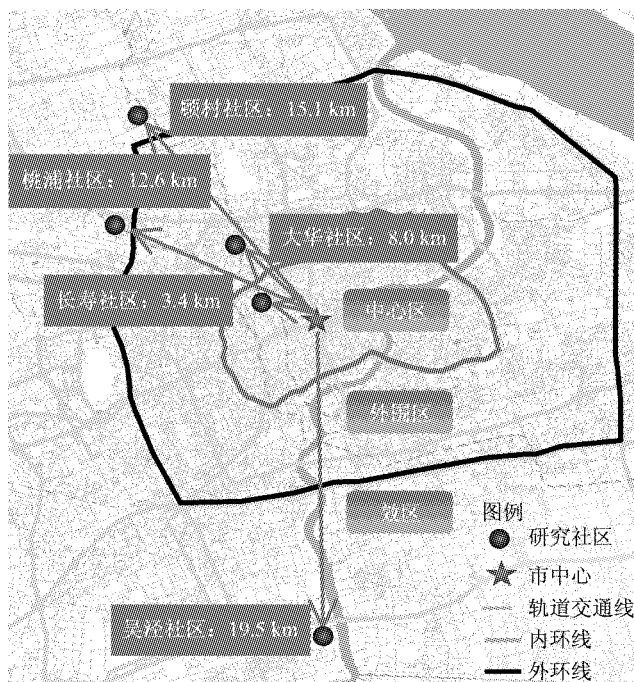 顾村社区：15.1 km
桃浦社区：12.6 km
大华社区：8.0 km
长寿社区：3.4 km
中心区
外围区
郊区
吴泾社区：19.5 km
图例
研究社区
市中心
轨道交通线
内环线
外环线